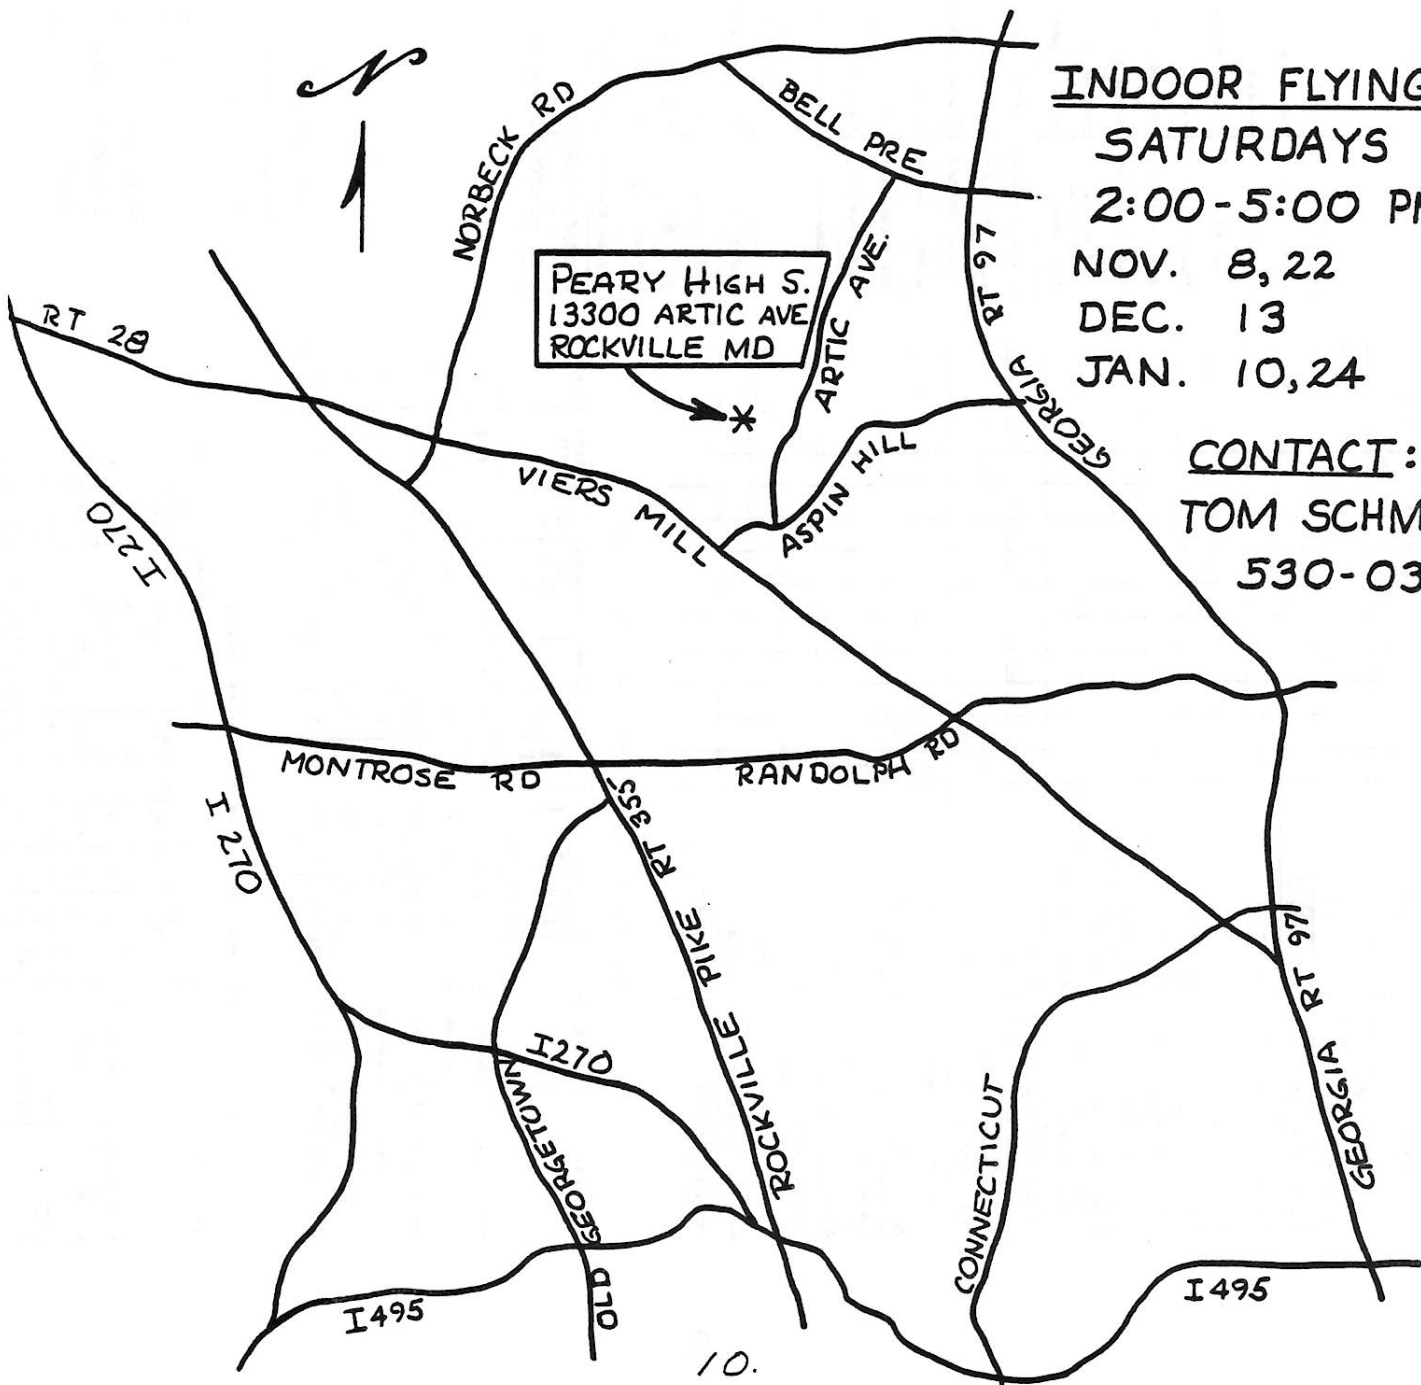 N
INDOOR FLYING
SATURDAYS
2:00-5:00 PM
NOV. 8,22
DEC. 13
JAN. 10,24
CONTACT:
TOM SCHM
530-03
NORBECK RD
BELL PRE
RT 97
ARTIC AVE.
PEARY HIGH S.
13300 ARTIC AVE
ROCKVILLE MD
RT 28
VIERS MILL
ASPIN HILL
GEORGIA
I 270
MONTROSE RD
RANDOLPH RD
I 270
ROCKVILLE PIKE RT 355
I270
OLD GEORGETOWN
CONNECTICUT
GEORGIA RT 97
I 495
I 495
10.